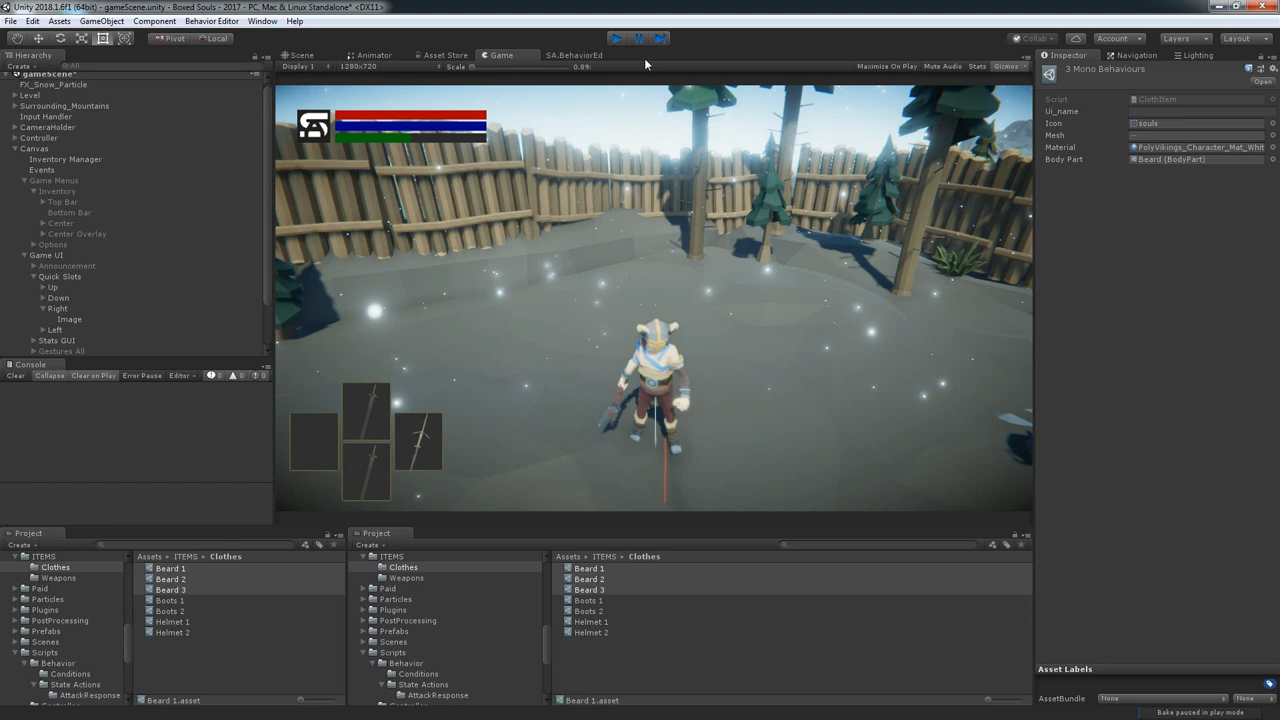 Unity 2018.1.6f1 (64bit) - gameScene.unity - Boxed Souls - 2017 - PC, Mac & Linux Standalone* <DX11>
File Edit Assets GameObject Component Behavior Editor Window Help
Pivot Local Collab Account Layers Layout
Hierarchy Scene Animator Asset Store Game SA.BehaviorEd Inspector Navigation Lighting
Create All Display 1 1280x720 Scale 0.89x Maximize On Play Mute Audio Stats Gizmos
3 Mono Behaviours
Open
gameScene*
FX_Snow_Particle
Level
Surrounding_Mountains
Input Handler
CameraHolder
Controller
Canvas
Inventory Manager
Events
Game Menus
Inventory
Top Bar
Bottom Bar
Center
Center Overlay
Options
Game UI
Announcement
Quick Slots
Up
Down
Right
Image
Left
Stats GUI
Gestures All
Script ClothItem
Ui_name
Icon souls
Mesh —
Material PolyVikings_Character_Mat_Whit
Body Part Beard (BodyPart)
SA
Console
Clear Collapse Clear on Play Error Pause Editor 0 0 0
Project
Create
ITEMS
Clothes
Weapons
Paid
Particles
Plugins
PostProcessing
Prefabs
Scenes
Scripts
Behavior
Conditions
State Actions
AttackResponse
Assets ITEMS Clothes
Beard 1
Beard 2
Beard 3
Boots 1
Boots 2
Helmet 1
Helmet 2
Beard 1.asset
Project
Create
ITEMS
Clothes
Weapons
Paid
Particles
Plugins
PostProcessing
Prefabs
Scenes
Scripts
Behavior
Conditions
State Actions
AttackResponse
Assets ITEMS Clothes
Beard 1
Beard 2
Beard 3
Boots 1
Boots 2
Helmet 1
Helmet 2
Beard 1.asset
Asset Labels
AssetBundle None None
Bake paused in play mode